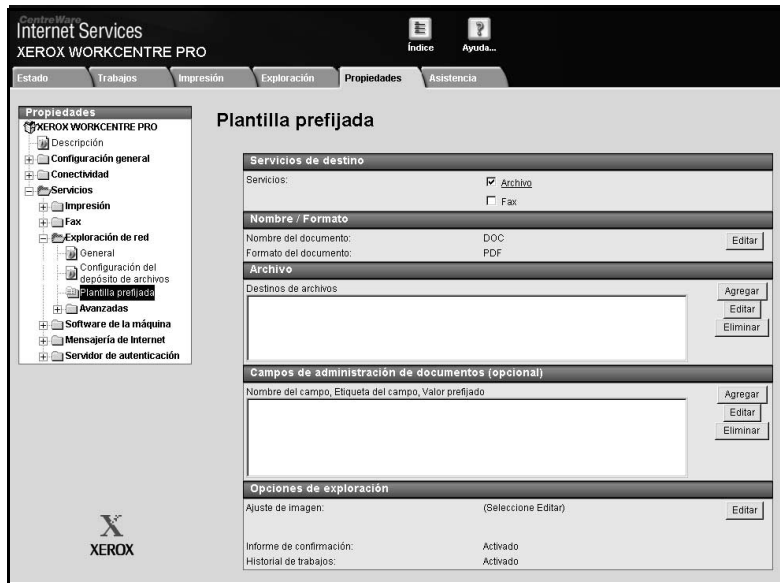 CentreWare
Internet Services
XEROX WORKCENTRE PRO
Índice
Ayuda...
Estado
Trabajos
Impresión
Exploración
Propiedades
Asistencia
Propiedades
XEROX WORKCENTRE PRO
Descripción
Configuración general
Conectividad
Servicios
Impresión
Fax
Exploración de red
General
Configuración del
depósito de archivos
Plantilla prefijada
Avanzadas
Software de la máquina
Mensajería de Internet
Servidor de autenticación
X
XEROX
Plantilla prefijada
Servicios de destino
Servicios:
Archivo
Fax
Nombre / Formato
Nombre del documento: DOC
Editar
Formato del documento: PDF
Archivo
Destinos de archivos
Agregar
Editar
Eliminar
Campos de administración de documentos (opcional)
Nombre del campo, Etiqueta del campo, Valor prefijado
Agregar
Editar
Eliminar
Opciones de exploración
Ajuste de imagen: (Seleccione Editar)
Editar
Informe de confirmación: Activado
Historial de trabajos: Activado